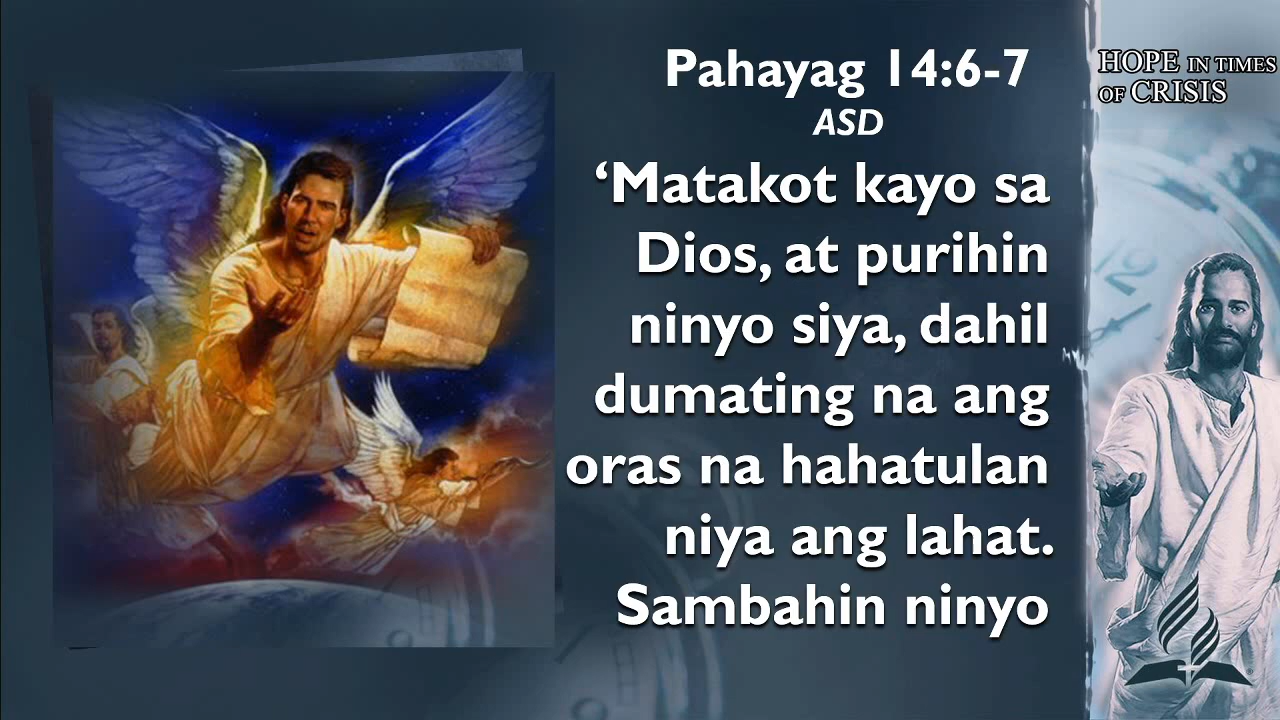 Pahayag 14:6-7
ASD
‘Matakot kayo sa
Dios, at purihin
ninyo siya, dahil
dumating na ang
oras na hahatulan
niya ang lahat.
Sambahin ninyo
HOPE IN TIMES
OF CRISIS